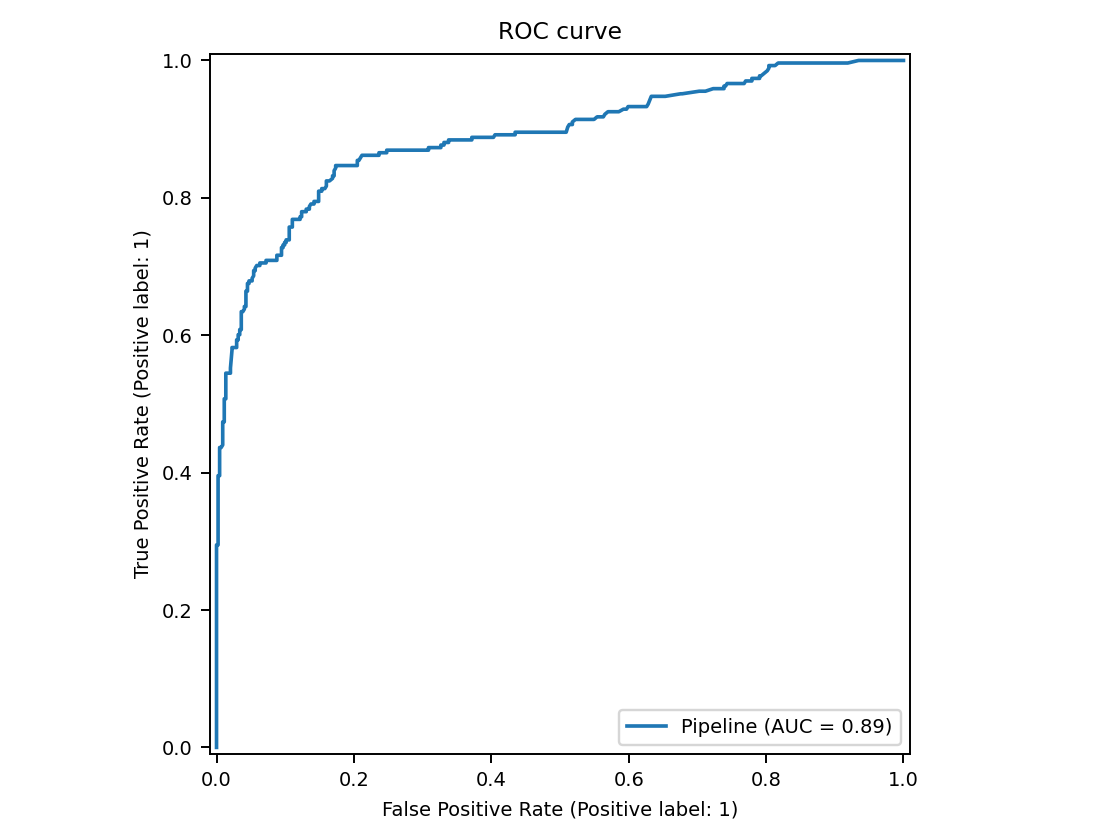 ROC curve
1.0
0.8
0.6
0.4
0.2
0.0
True Positive Rate (Positive label: 1)
Pipeline (AUC = 0.89)
0.0 0.2 0.4 0.6 0.8 1.0
False Positive Rate (Positive label: 1)